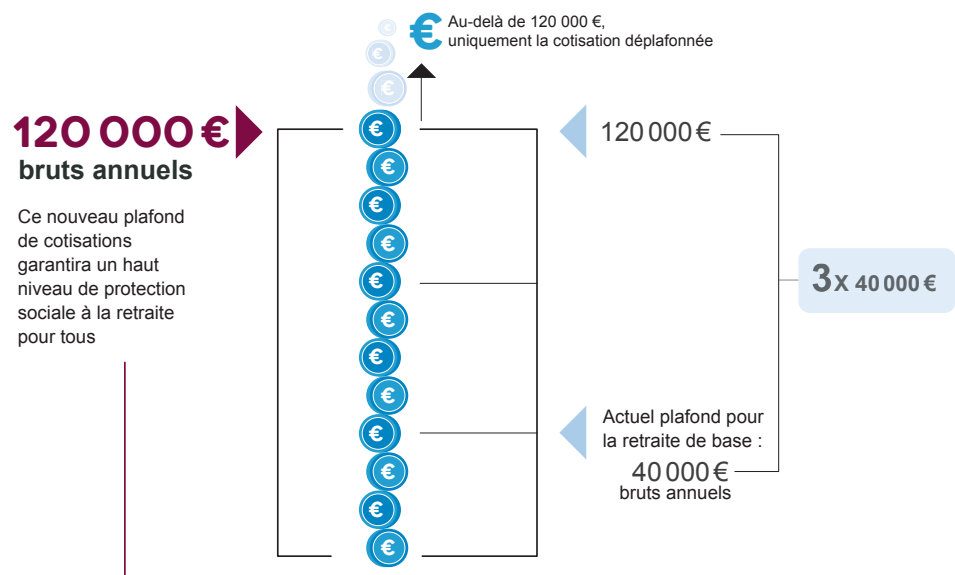 Au-delà de 120 000 €,
uniquement la cotisation déplafonnée
120 000 €
bruts annuels
Ce nouveau plafond
de cotisations
garantira un haut
niveau de protection
sociale à la retraite
pour tous
120 000 €
3x 40 000 €
Actuel plafond pour
la retraite de base :
40 000 €
bruts annuels